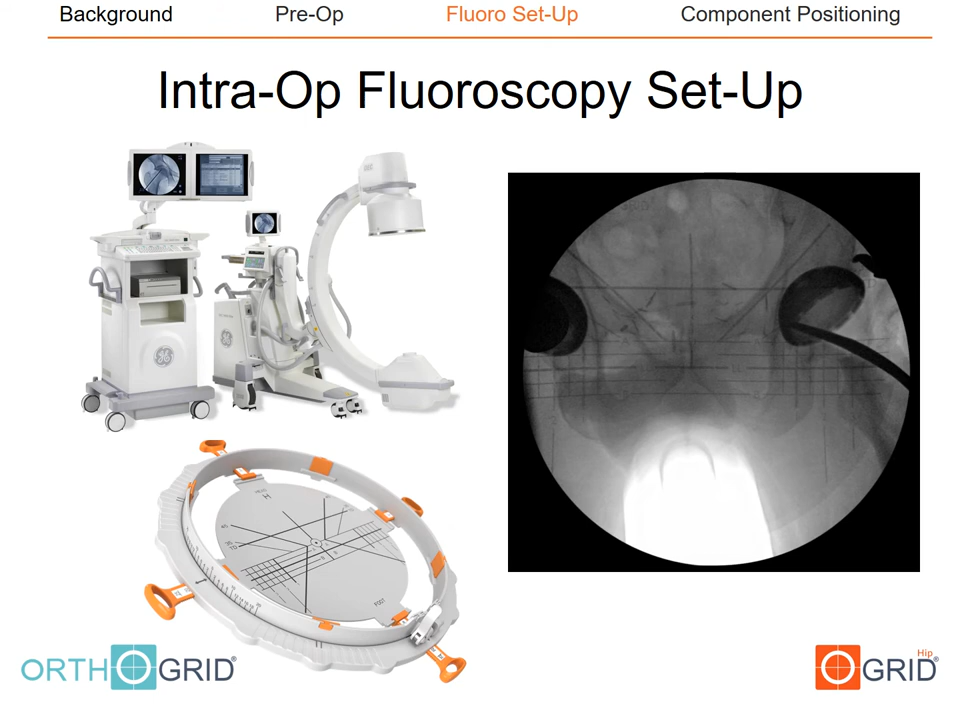 Background Pre-Op Fluoro Set-Up Component Positioning
Intra-Op Fluoroscopy Set-Up
ORTHOGRID®
Hip
GRID®